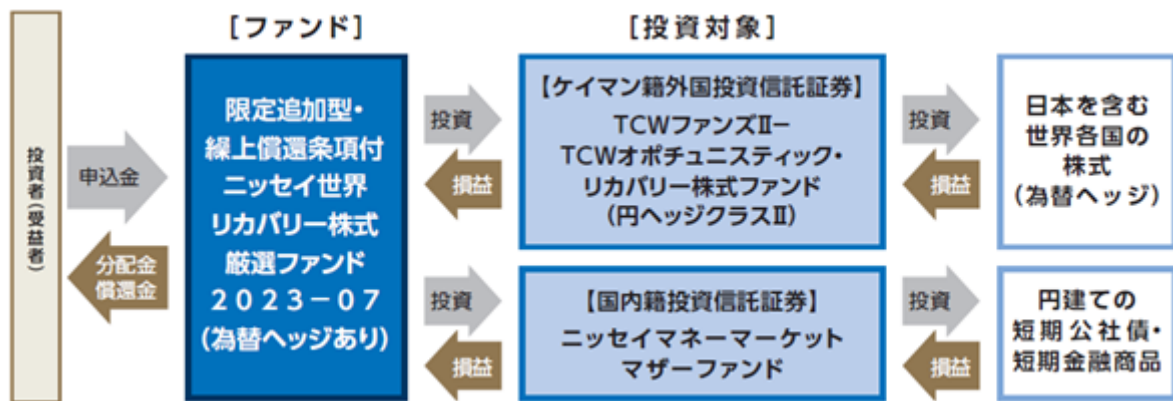 [ファンド]
[投資対象]
投資者(受益者)
申込金
分配金
償還金
限定追加型・
繰上償還条項付
ニッセイ世界
リカバリー株式
厳選ファンド
2023-07
(為替ヘッジあり)
投資
損益
【ケイマン籍外国投資信託証券】
TCWファンズⅡ-
TCWオポチュニスティック・
リカバリー株式ファンド
(円ヘッジクラスⅡ)
投資
損益
日本を含む
世界各国の
株式
(為替ヘッジ)
投資
損益
【国内籍投資信託証券】
ニッセイマネーマーケット
マザーファンド
投資
損益
円建ての
短期公社債・
短期金融商品